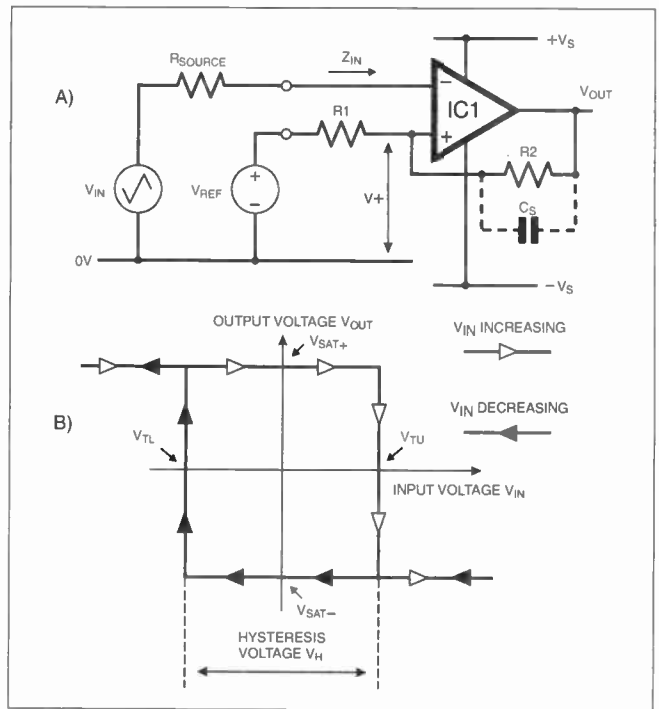 A)
RSOURCE
ZIN
+VS
VOUT
IC1
−
+
R1
R2
CS
VIN
VREF
+
−
V+
0V
−VS
OUTPUT VOLTAGE VOUT
VSAT+
VIN INCREASING
B)
VIN DECREASING
VTL
VTU
INPUT VOLTAGE VIN
VSAT−
HYSTERESIS
VOLTAGE VH